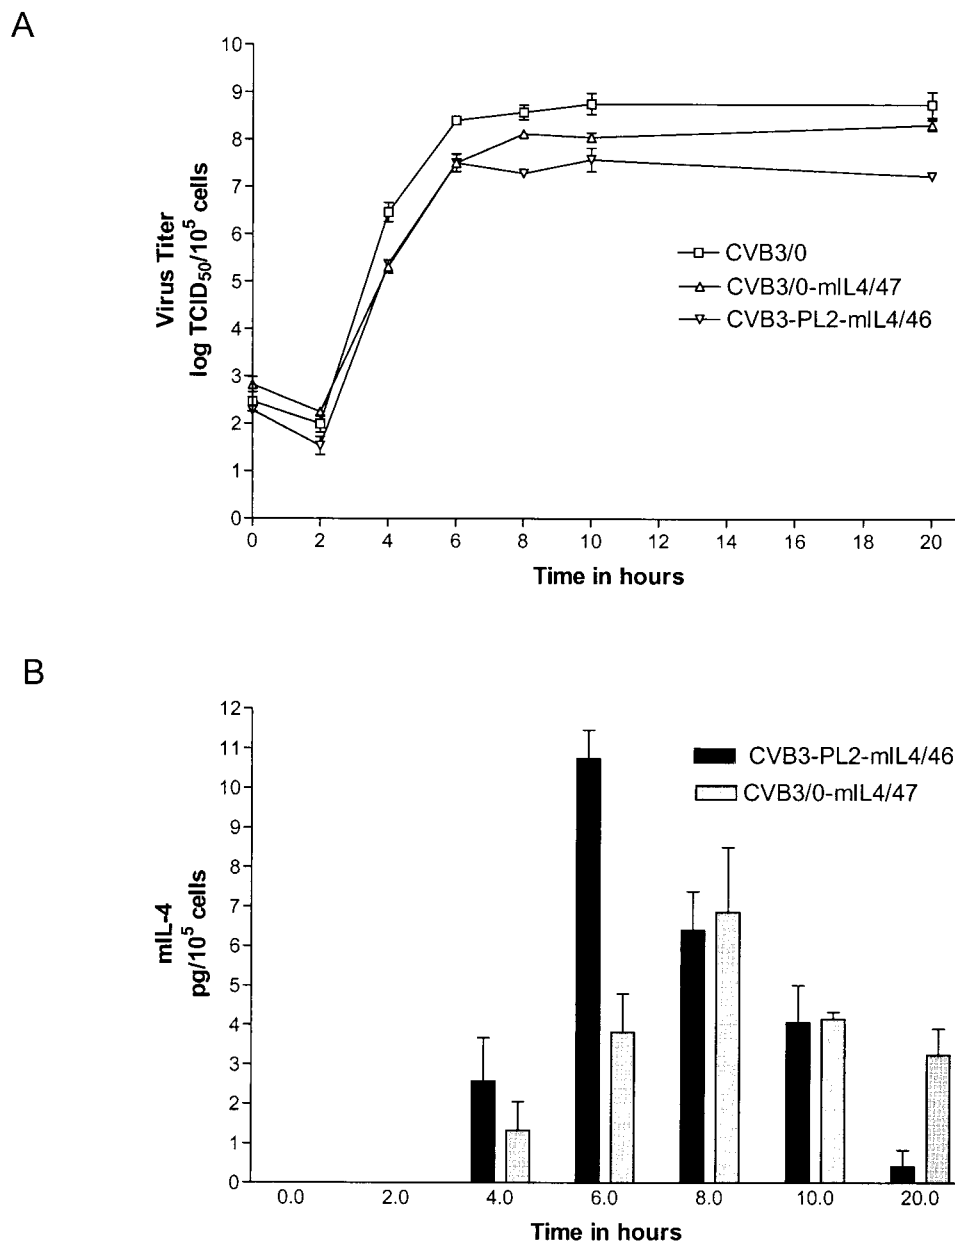 A
10
9
8
7
6
5
4
3
2
1
0
Virus Titer
log TCID50/10^5 cells
CVB3/0
CVB3/0-mIL4/47
CVB3-PL2-mIL4/46
0 2 4 6 8 10 12 14 16 18 20
Time in hours
B
12
11
10
9
8
7
6
5
4
3
2
1
0
mIL-4
pg/10^5 cells
CVB3-PL2-mIL4/46
CVB3/0-mIL4/47
0.0 2.0 4.0 6.0 8.0 10.0 20.0
Time in hours